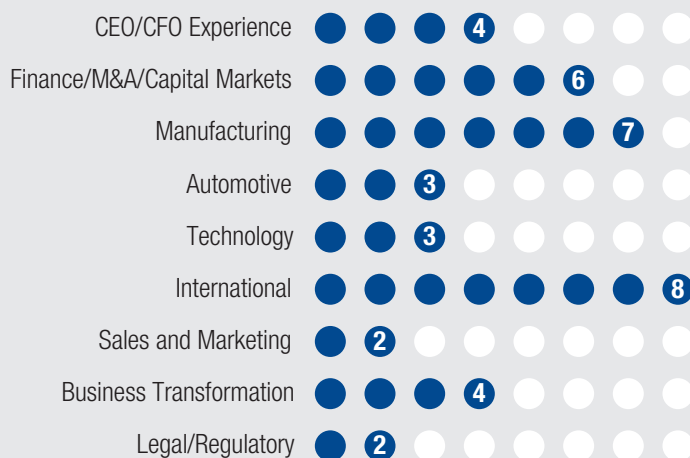 CEO/CFO Experience 4
Finance/M&A/Capital Markets 6
Manufacturing 7
Automotive 3
Technology 3
International 8
Sales and Marketing 2
Business Transformation 4
Legal/Regulatory 2